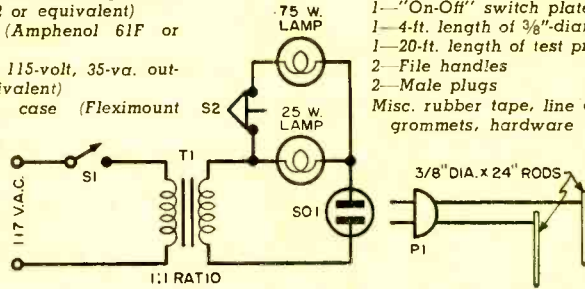 2 or equivalent)
(Amphenol 61F or
115-volt, 35-va. out-
ivalent)
case (Fleximount
1—"On-Off" switch plate
1—4-ft. length of 3/8"-dia
1—20-ft. length of test pr
2—File handles
2—Male plugs
Misc. rubber tape, line
grommets, hardware
75 W.
LAMP
S2
25 W.
LAMP
S1
T1
117 V.A.C.
SO1
1:1 RATIO
3/8" DIA. x 24" RODS
P1